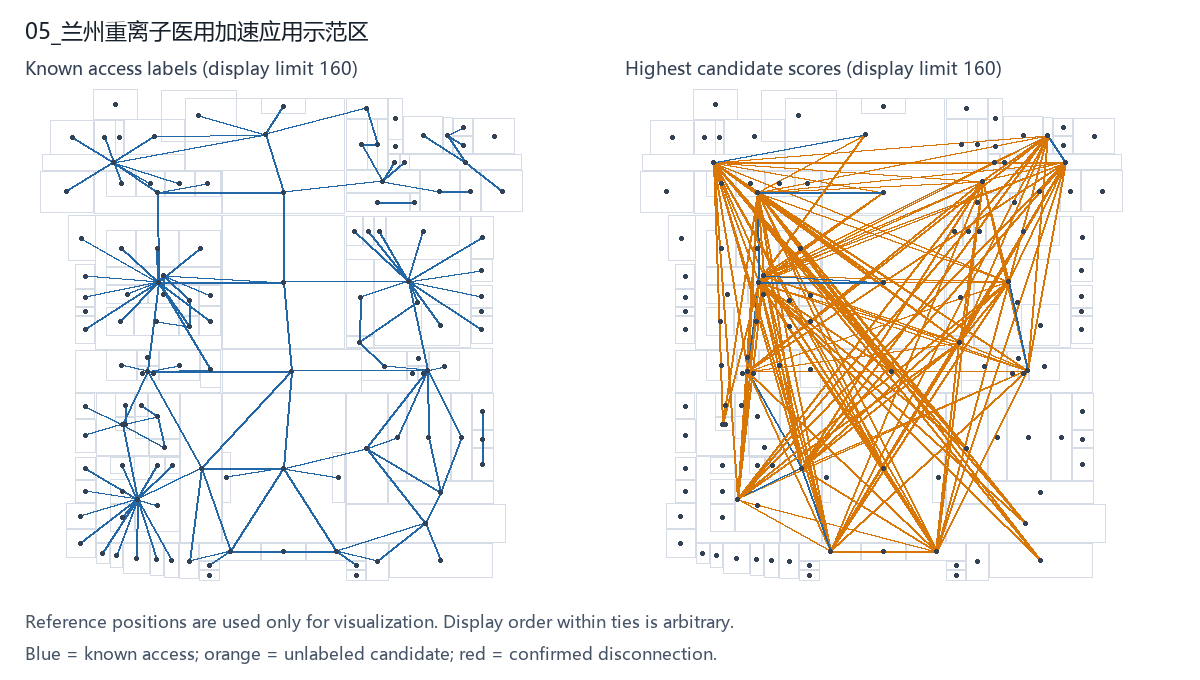 05_兰州重离子医用加速应用示范区
Known access labels (display limit 160)
Highest candidate scores (display limit 160)
Reference positions are used only for visualization. Display order within ties is arbitrary.
Blue = known access; orange = unlabeled candidate; red = confirmed disconnection.